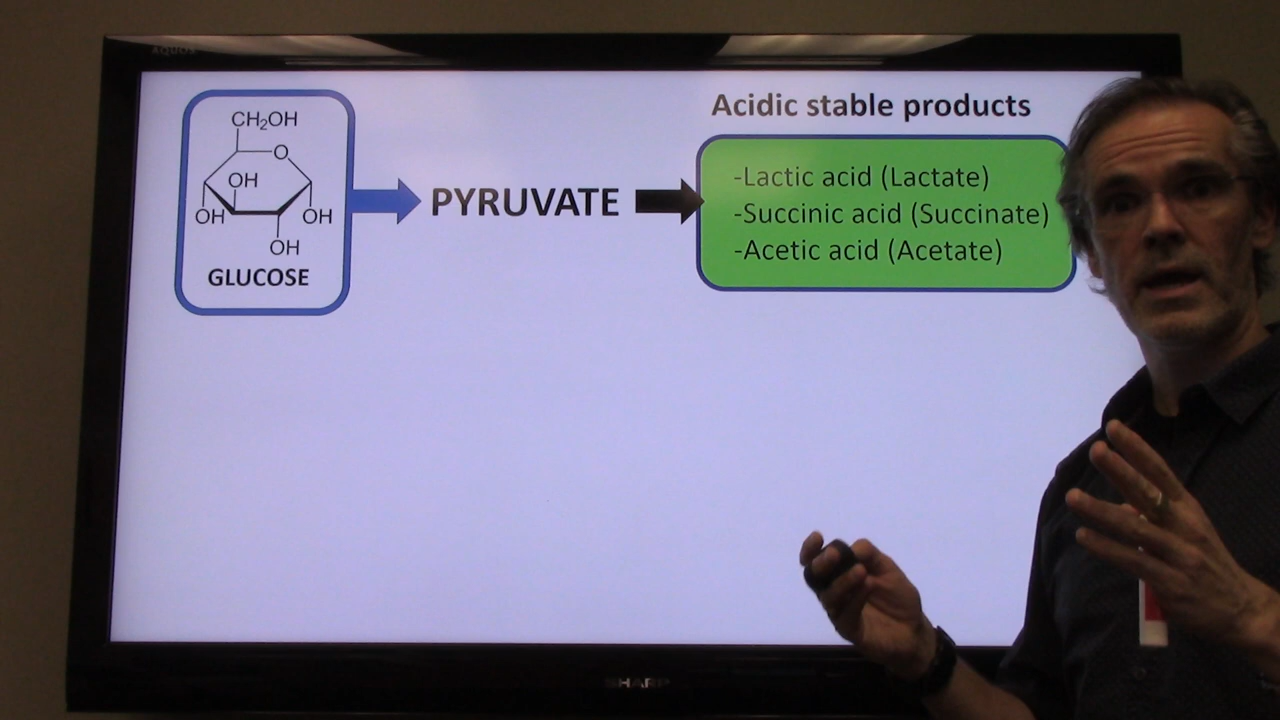 AQUOS
CH₂OH
O
OH
OH
OH
OH
GLUCOSE
PYRUVATE
Acidic stable products
-Lactic acid (Lactate)
-Succinic acid (Succinate)
-Acetic acid (Acetate)
SHARP